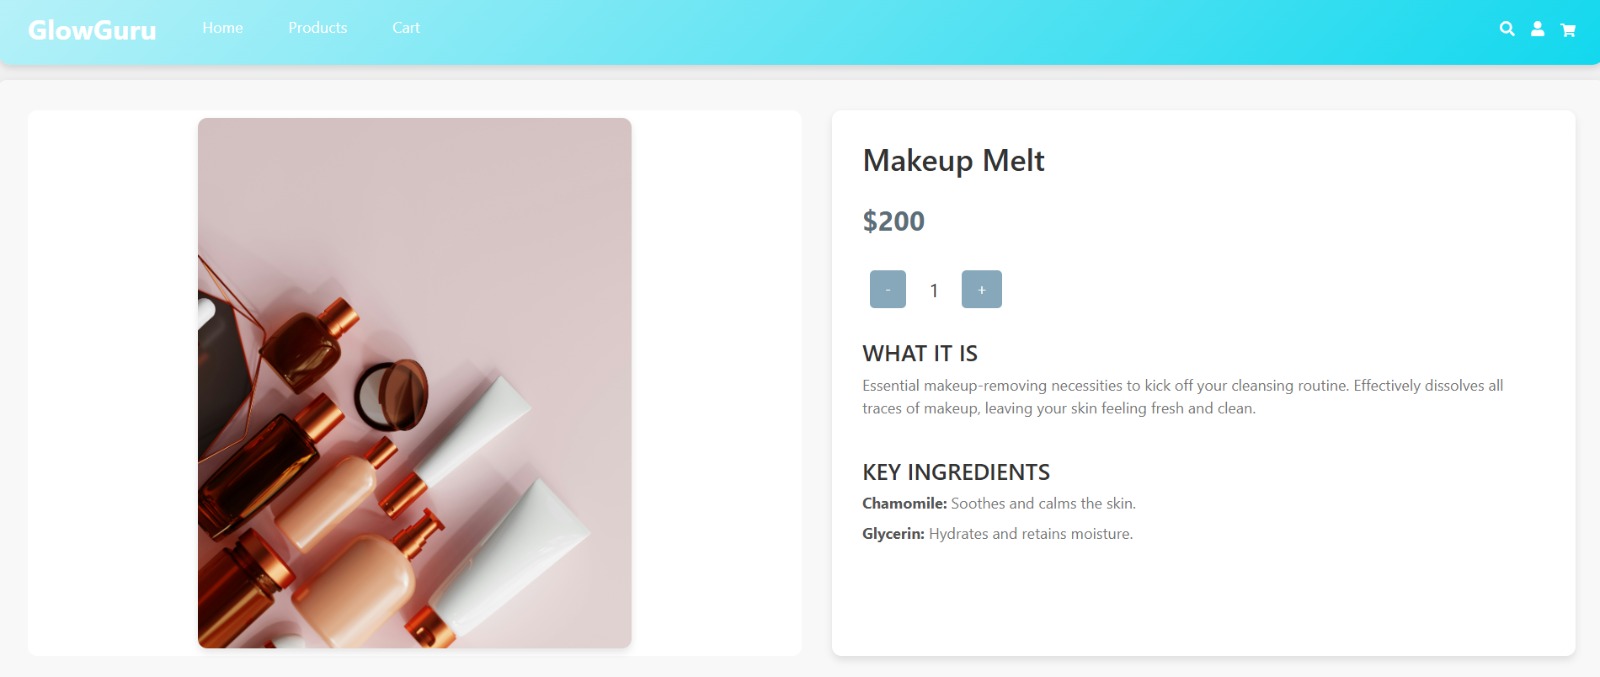 GlowGuru Home Products Cart
Makeup Melt
$200
- 1 +
WHAT IT IS
Essential makeup-removing necessities to kick off your cleansing routine. Effectively dissolves all
traces of makeup, leaving your skin feeling fresh and clean.
KEY INGREDIENTS
Chamomile: Soothes and calms the skin.
Glycerin: Hydrates and retains moisture.